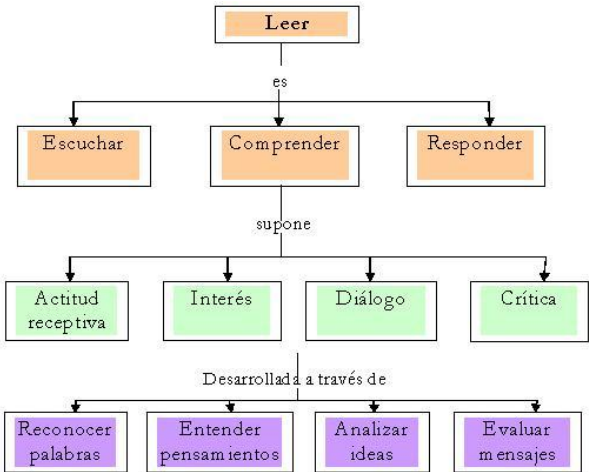 Leer
es
Escuchar
Comprender
Responder
supone
Actitud
receptiva
Interés
Diálogo
Crítica
Desarrollada a través de
Reconocer
palabras
Entender
pensamientos
Analizar
ideas
Evaluar
mensajes